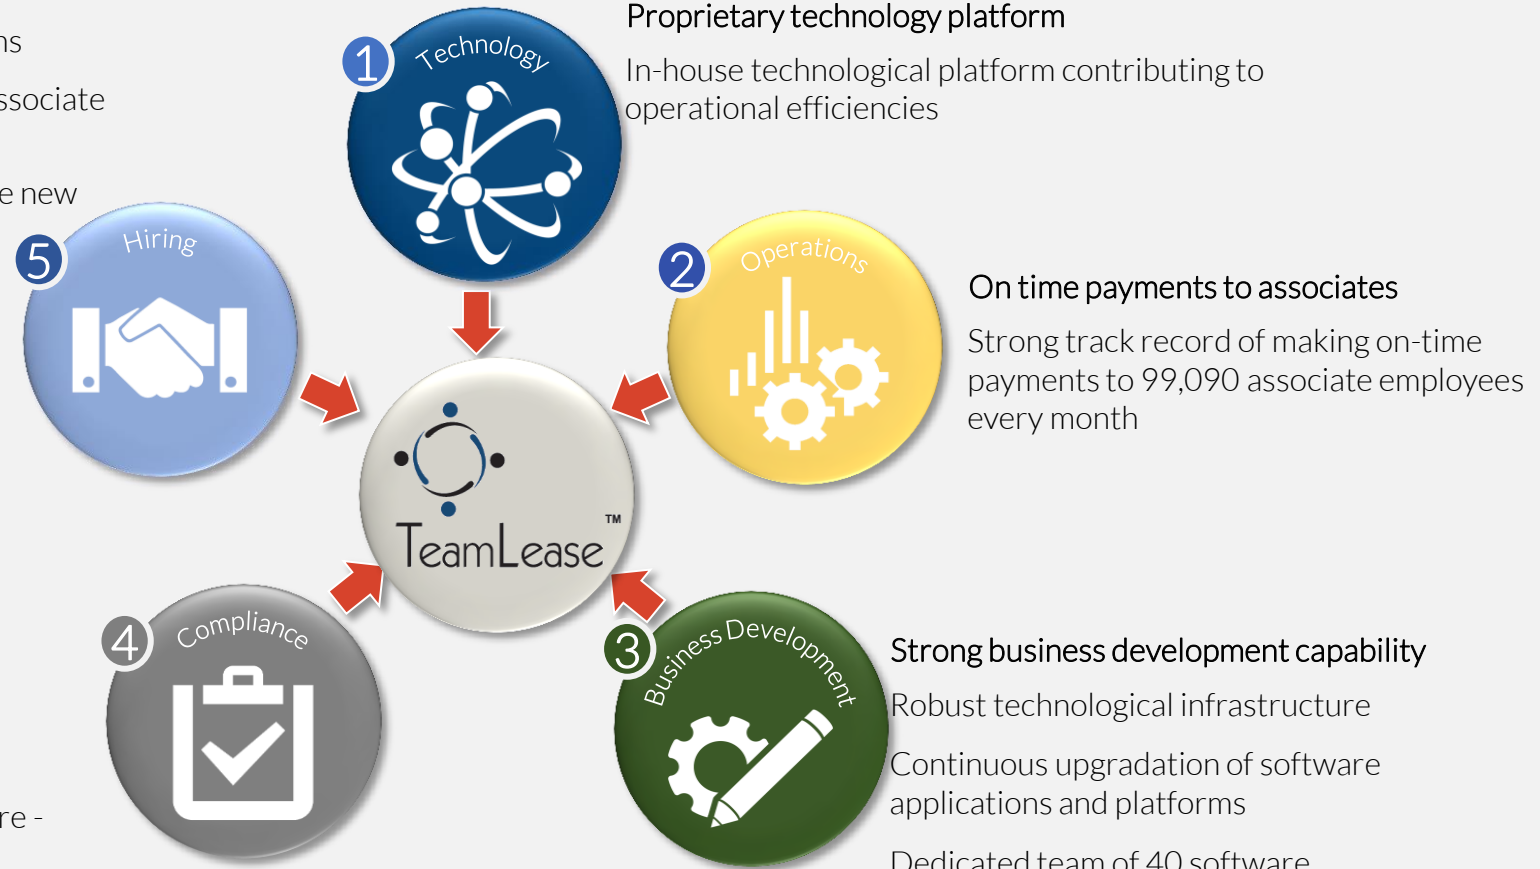 ns
ssociate
e new
re -
1
Technology
Proprietary technology platform
In-house technological platform contributing to
operational efficiencies
5
Hiring
2
Operations
On time payments to associates
Strong track record of making on-time
payments to 99,090 associate employees
every month
TeamLease
TM
4
Compliance
3
Business Development
Strong business development capability
Robust technological infrastructure
Continuous upgradation of software
applications and platforms
Dedicated team of 40 software